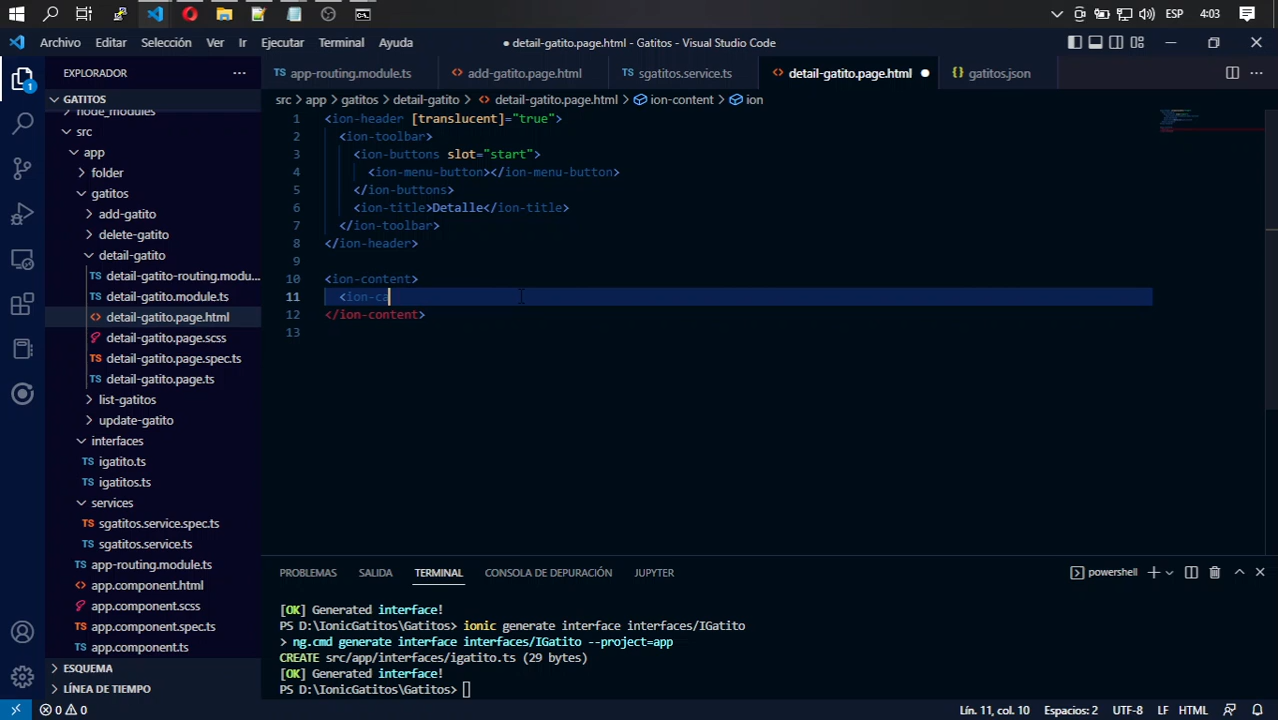 ESP 4:03
Archivo Editar Selección Ver Ir Ejecutar Terminal Ayuda
● detail-gatito.page.html - Gatitos - Visual Studio Code
EXPLORADOR
app-routing.module.ts add-gatito.page.html sgatitos.service.ts detail-gatito.page.html gatitos.json
GATITOS
src > app > gatitos > detail-gatito > detail-gatito.page.html > ion-content > ion
node_modules
src
app
folder
gatitos
add-gatito
delete-gatito
detail-gatito
TS detail-gatito-routing.modu...
TS detail-gatito.module.ts
<> detail-gatito.page.html
detail-gatito.page.scss
TS detail-gatito.page.spec.ts
TS detail-gatito.page.ts
list-gatitos
update-gatito
interfaces
TS igatito.ts
TS igatitos.ts
services
TS sgatitos.service.spec.ts
TS sgatitos.service.ts
TS app-routing.module.ts
<> app.component.html
app.component.scss
TS app.component.spec.ts
TS app.component.ts
ESQUEMA
LÍNEA DE TIEMPO
1 <ion-header [translucent]="true">
2 <ion-toolbar>
3 <ion-buttons slot="start">
4 <ion-menu-button></ion-menu-button>
5 </ion-buttons>
6 <ion-title>Detalle</ion-title>
7 </ion-toolbar>
8 </ion-header>
9
10 <ion-content>
11 <ion-ca
12 </ion-content>
13
PROBLEMAS SALIDA TERMINAL CONSOLA DE DEPURACIÓN JUPYTER
powershell
[OK] Generated interface!
PS D:\IonicGatitos\Gatitos> ionic generate interface interfaces/IGatito
> ng.cmd generate interface interfaces/IGatito --project=app
CREATE src/app/interfaces/igatito.ts (29 bytes)
[OK] Generated interface!
PS D:\IonicGatitos\Gatitos>
0 0
Lín. 11, col. 10 Espacios: 2 UTF-8 LF HTML